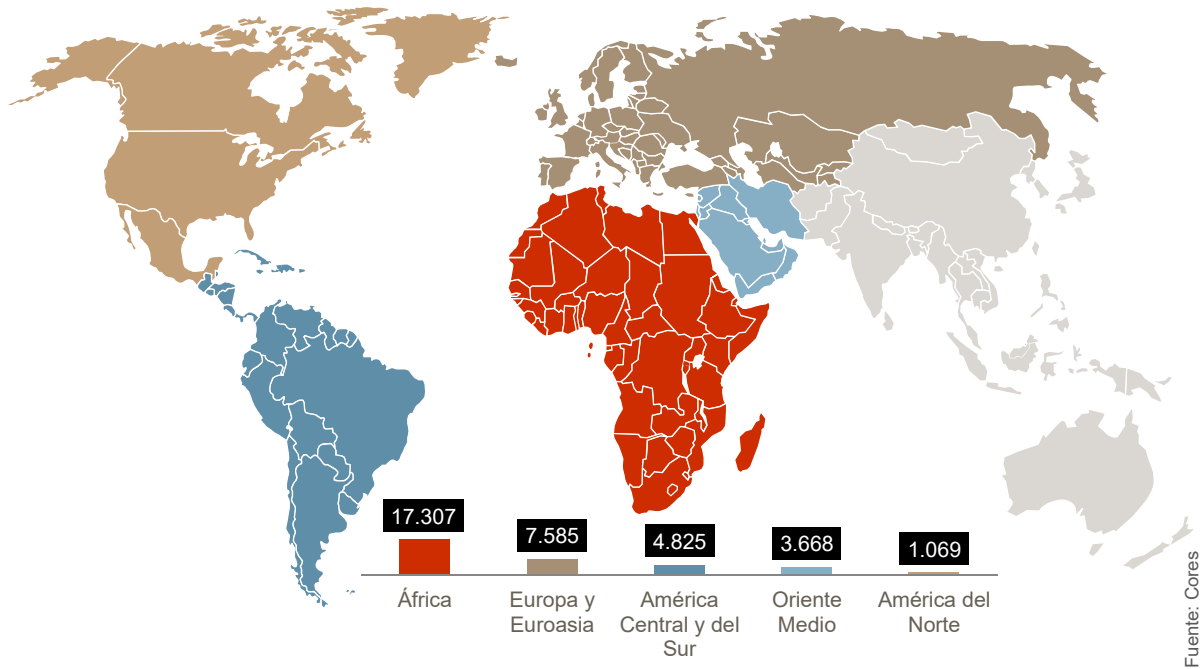 17.307
7.585
4.825
3.668
1.069
África
Europa y
Euroasia
América
Central y del
Sur
Oriente
Medio
América del
Norte
Fuente: Cores